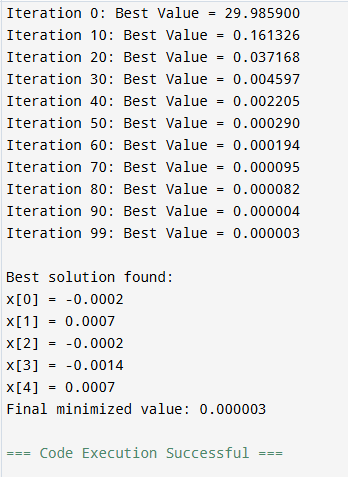 Iteration 0: Best Value = 29.985900
Iteration 10: Best Value = 0.161326
Iteration 20: Best Value = 0.037168
Iteration 30: Best Value = 0.004597
Iteration 40: Best Value = 0.002205
Iteration 50: Best Value = 0.000290
Iteration 60: Best Value = 0.000194
Iteration 70: Best Value = 0.000095
Iteration 80: Best Value = 0.000082
Iteration 90: Best Value = 0.000004
Iteration 99: Best Value = 0.000003
Best solution found:
x[0] = -0.0002
x[1] = 0.0007
x[2] = -0.0002
x[3] = -0.0014
x[4] = 0.0007
Final minimized value: 0.000003
=== Code Execution Successful ===